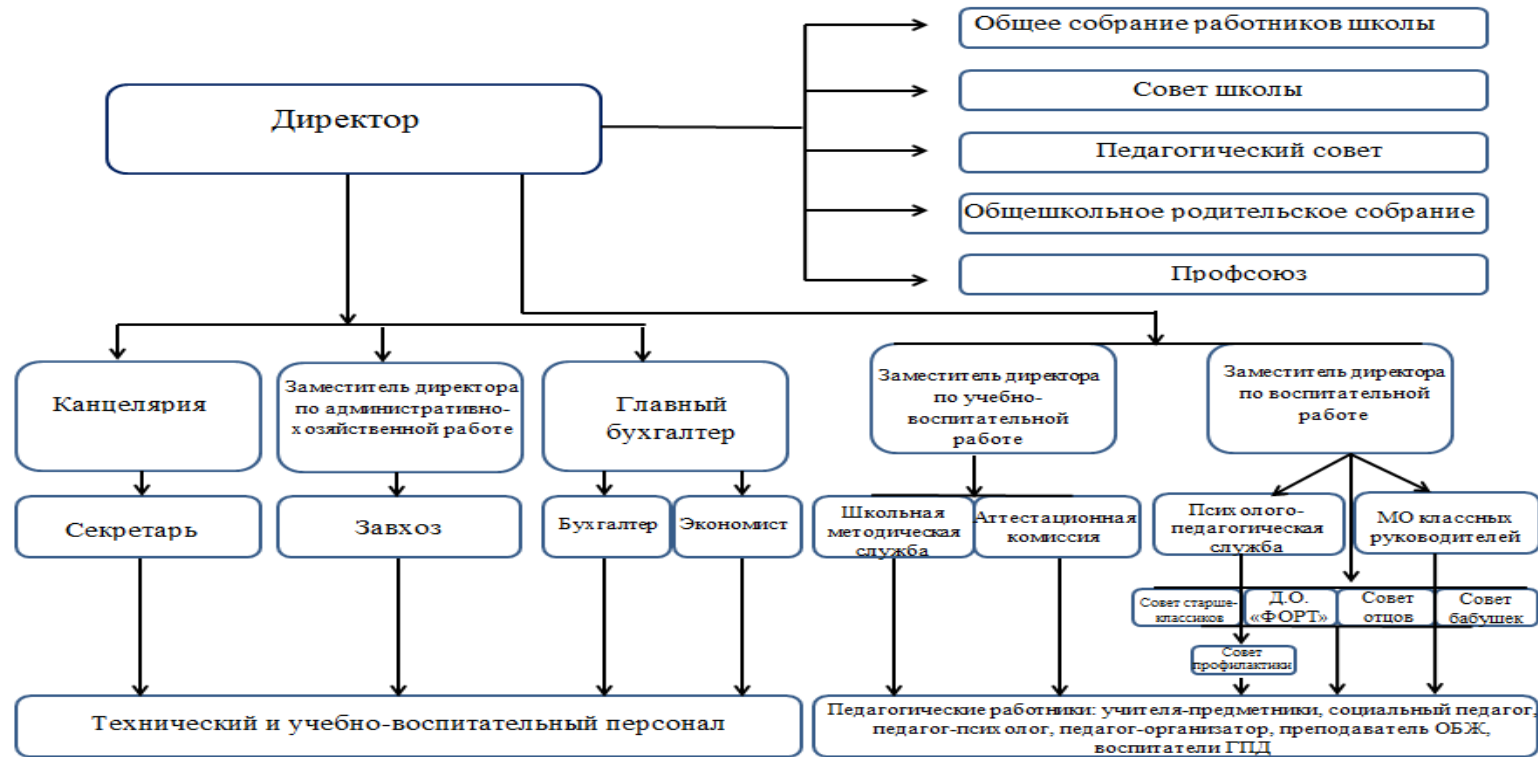 Общее собрание работников школы
Директор
Совет школы
Педагогический совет
Общешкольное родительское собрание
Профсоюз
Канцелярия
Заместитель директора
по административно-
хозяйственной работе
Главный
бухгалтер
Заместитель директора
по учебно-
воспитательной
работе
Заместитель директора
по воспитательной
работе
Секретарь
Завхоз
Бухгалтер
Экономист
Школьная
методическая
служба
Аттестационная
комиссия
Психолого-
педагогическая
служба
МО классных
руководителей
Совет старше-
классиков
Д.О.
«ФОРТ»
Совет
отцов
Совет
бабушек
Совет
профилактики
Технический и учебно-воспитательный персонал
Педагогические работники: учителя-предметники, социальный педагог,
педагог-психолог, педагог-организатор, преподаватель ОБЖ,
воспитатели ГПД